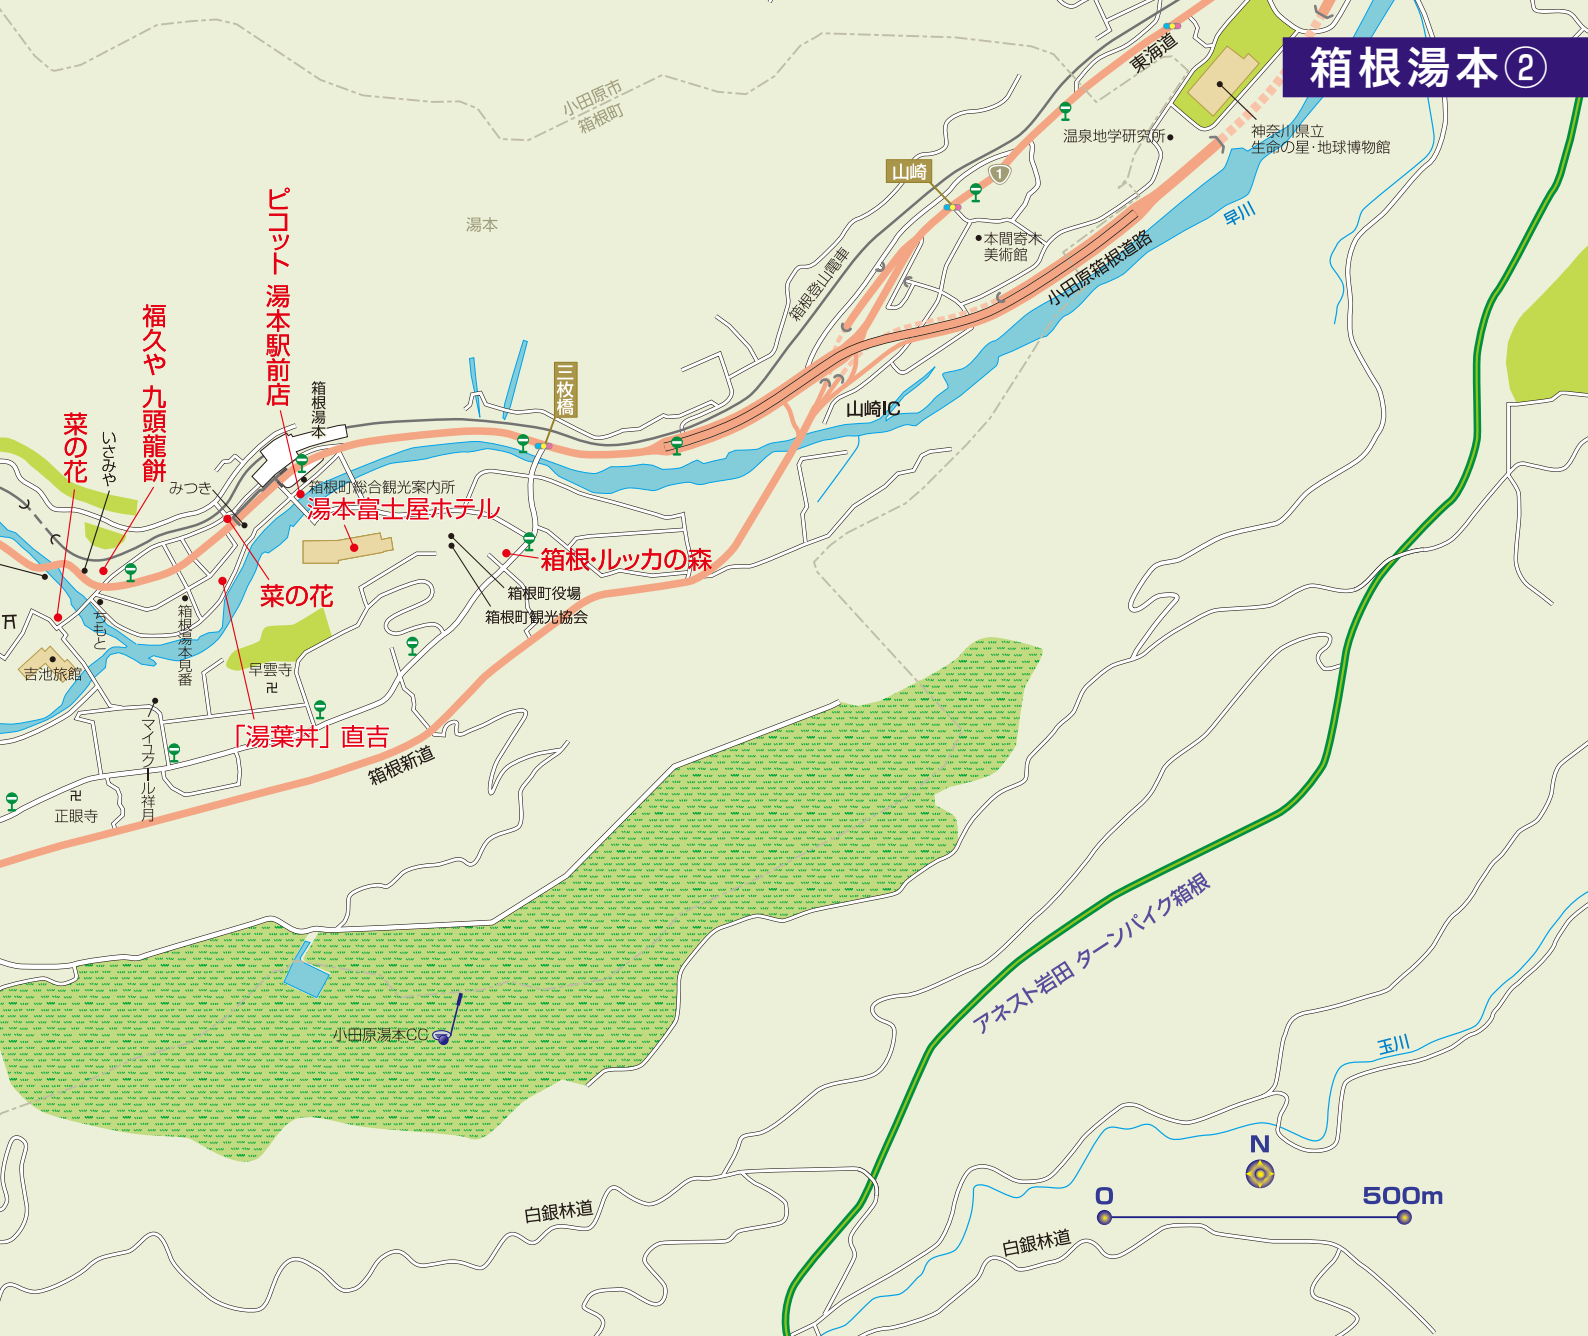 箱根湯本②
東海道
小田原市
箱根町
温泉地学研究所
神奈川県立
生命の星・地球博物館
山崎
1
湯本
早川
本間寄木
美術館
箱根登山電車
小田原箱根道路
ピコット 湯本駅前店
福久や 九頭龍餅
三枚橋
箱根湯本
山崎IC
菜の花
いさみや
みつき
箱根町総合観光案内所
湯本富士屋ホテル
箱根・ルッカの森
菜の花
箱根町役場
箱根町観光協会
ちもと
箱根湯本見番
吉池旅館
早雲寺
「湯葉丼」直吉
マイユクール祥月
箱根新道
正眼寺
アネスト岩田 ターンパイク箱根
小田原湯本CC
玉川
N
0
500m
白銀林道
白銀林道